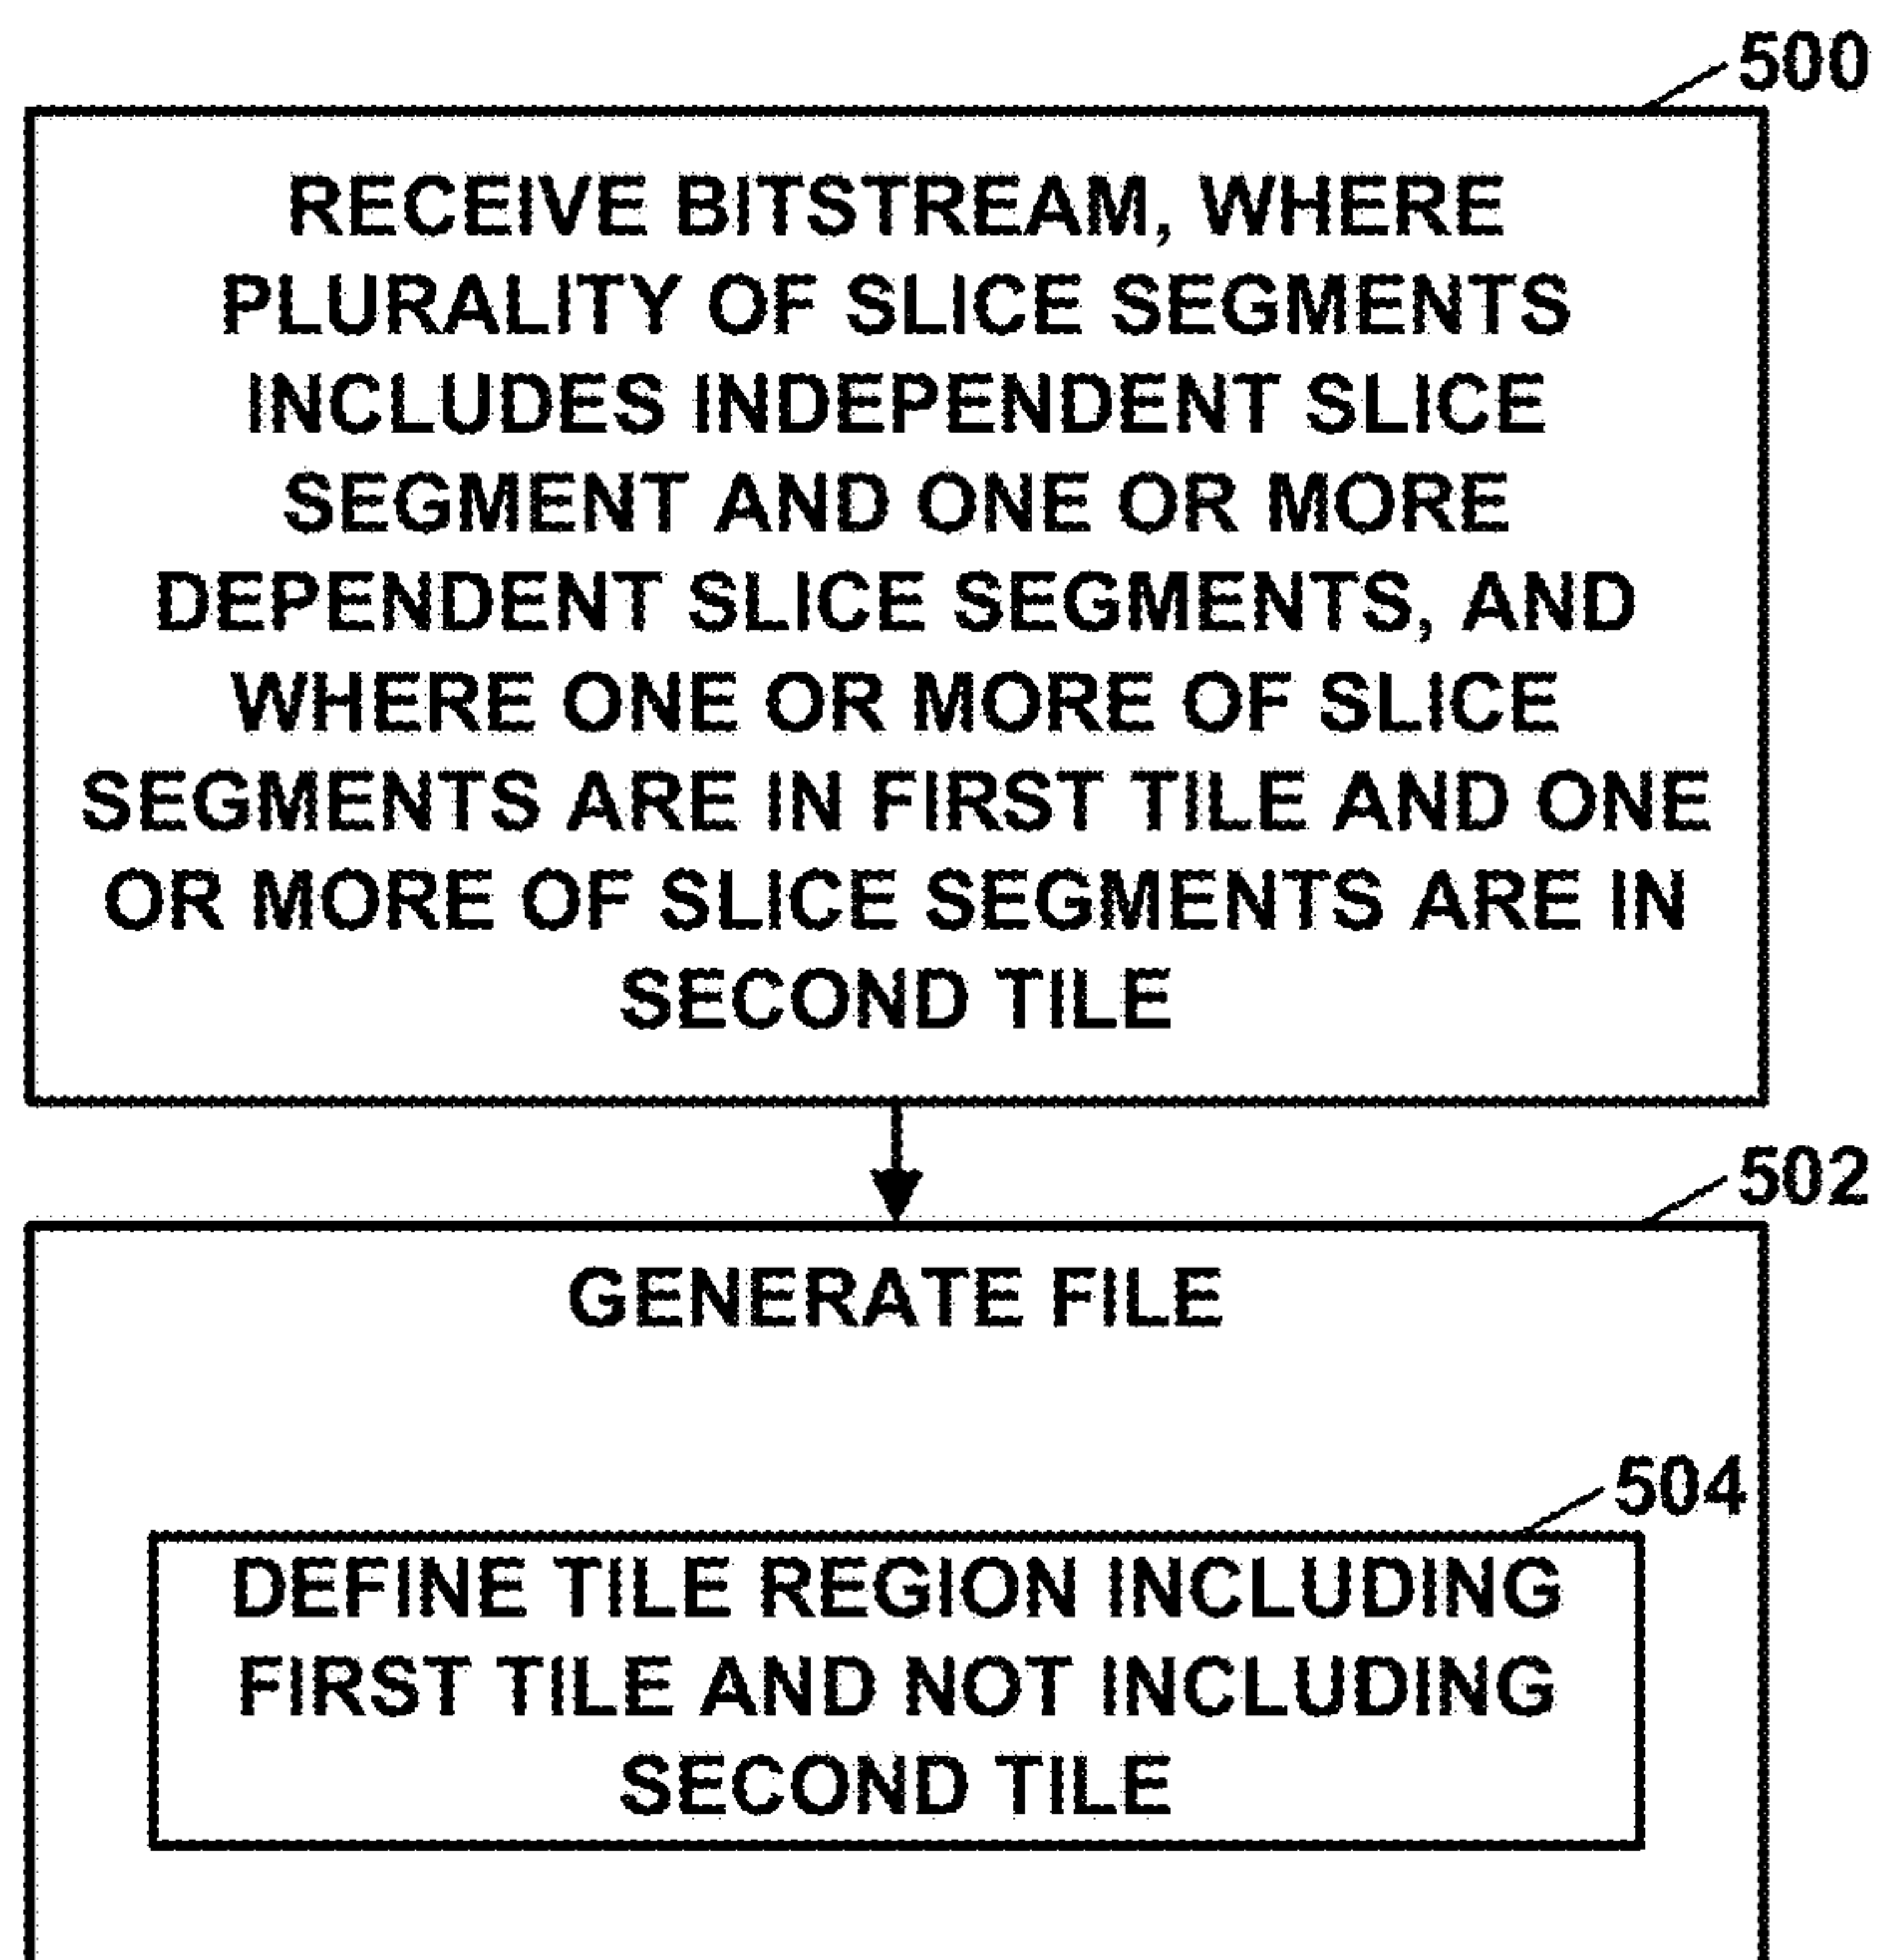 500
RECEIVE BITSTREAM, WHERE
PLURALITY OF SLICE SEGMENTS
INCLUDES INDEPENDENT SLICE
SEGMENT AND ONE OR MORE
DEPENDENT SLICE SEGMENTS, AND
WHERE ONE OR MORE OF SLICE
SEGMENTS ARE IN FIRST TILE AND ONE
OR MORE OF SLICE SEGMENTS ARE IN
SECOND TILE
502
GENERATE FILE
504
DEFINE TILE REGION INCLUDING
FIRST TILE AND NOT INCLUDING
SECOND TILE